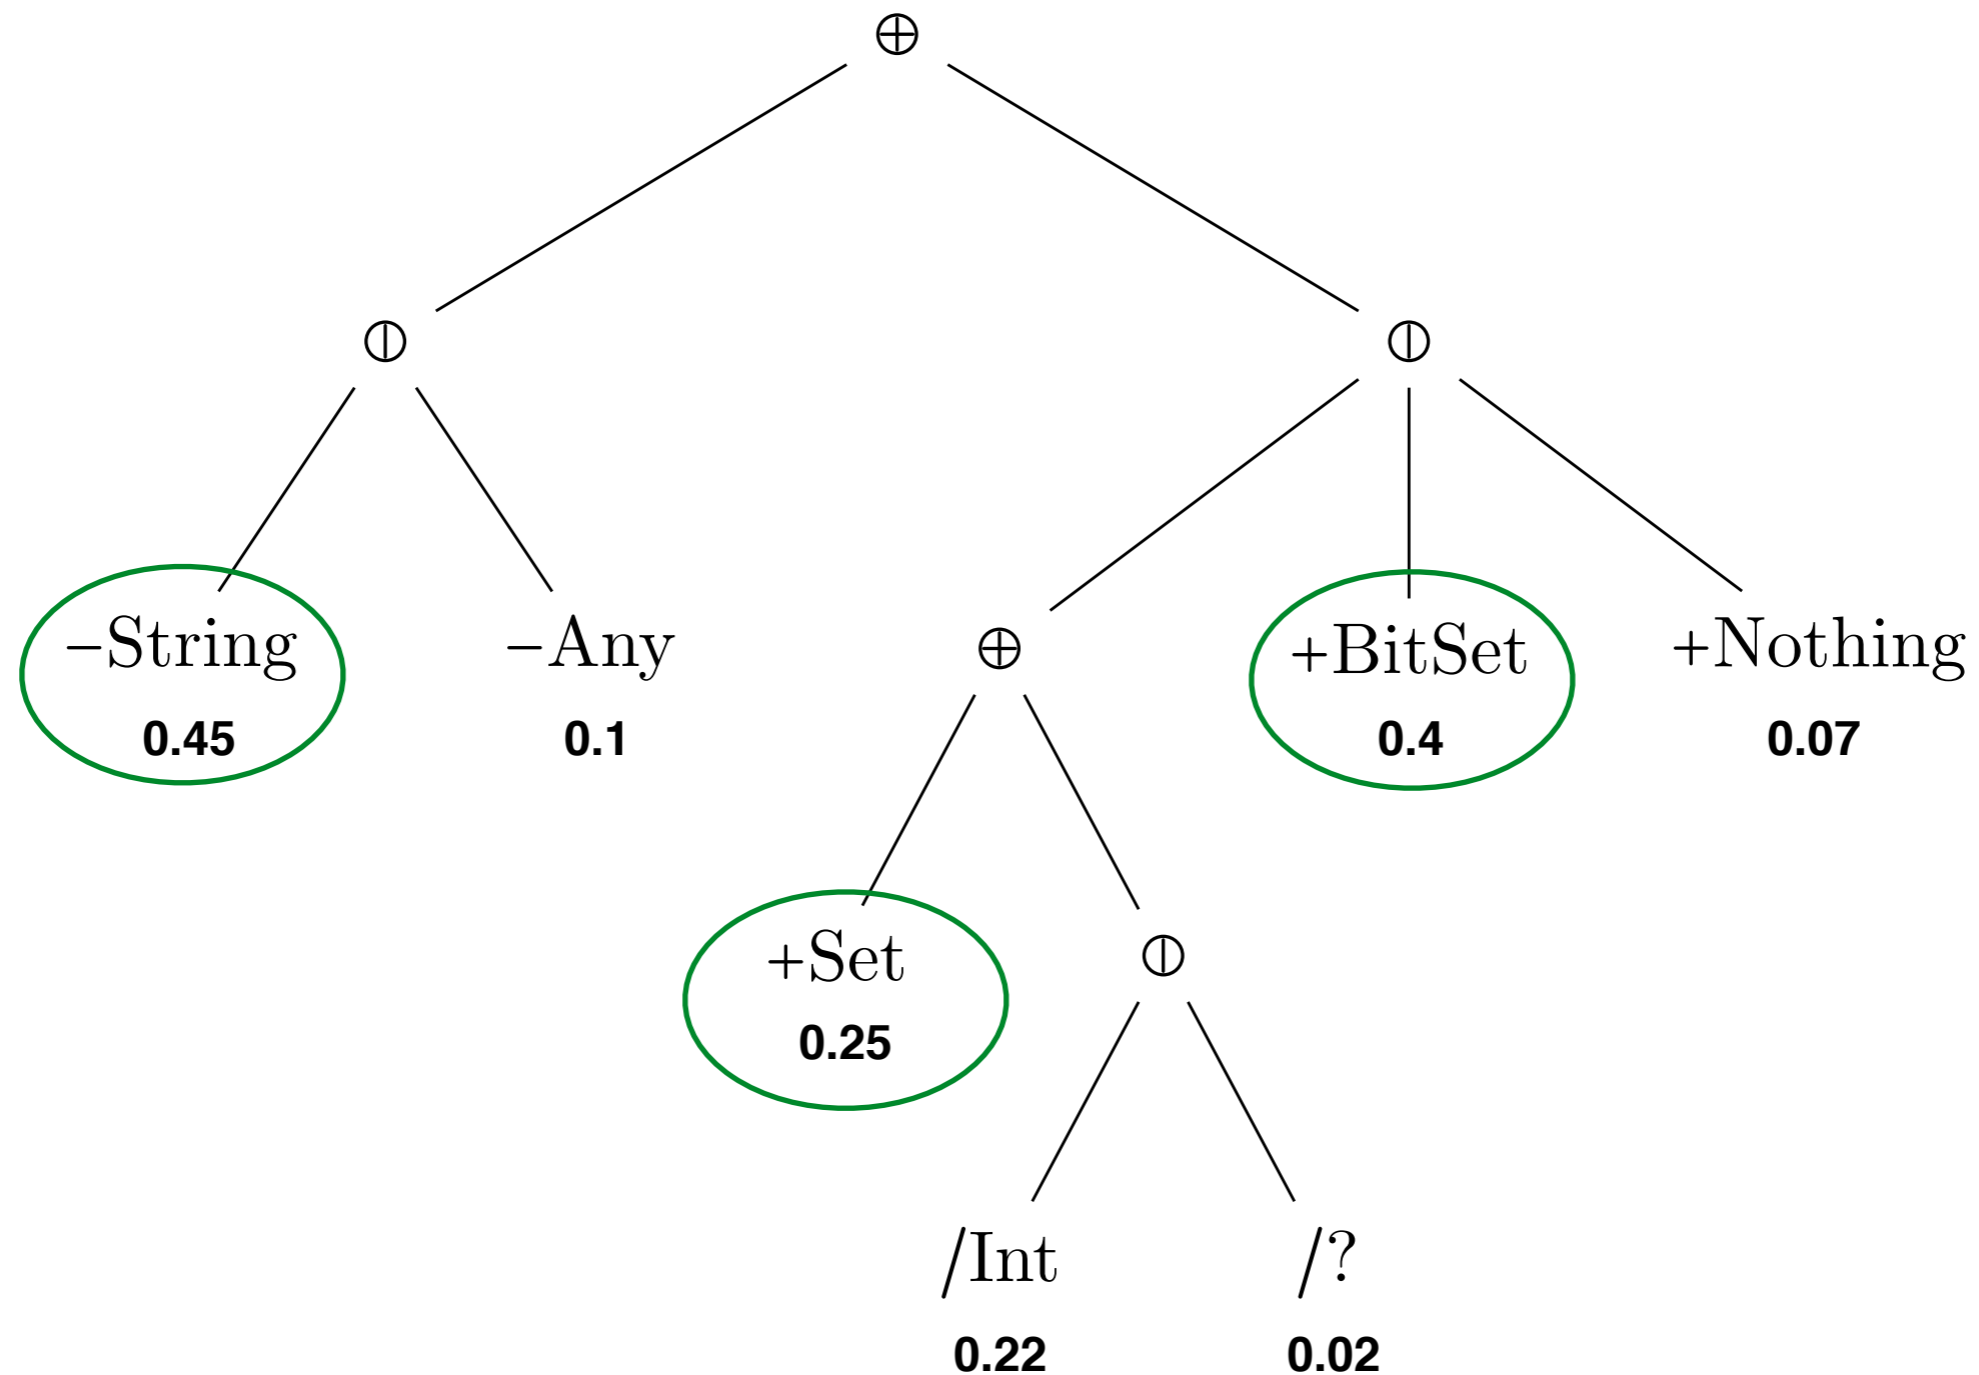 ⊕
⦶ ⦶
−String −Any ⊕ +BitSet +Nothing
0.45 0.1 0.4 0.07
+Set ⦶
0.25
/Int /?
0.22 0.02